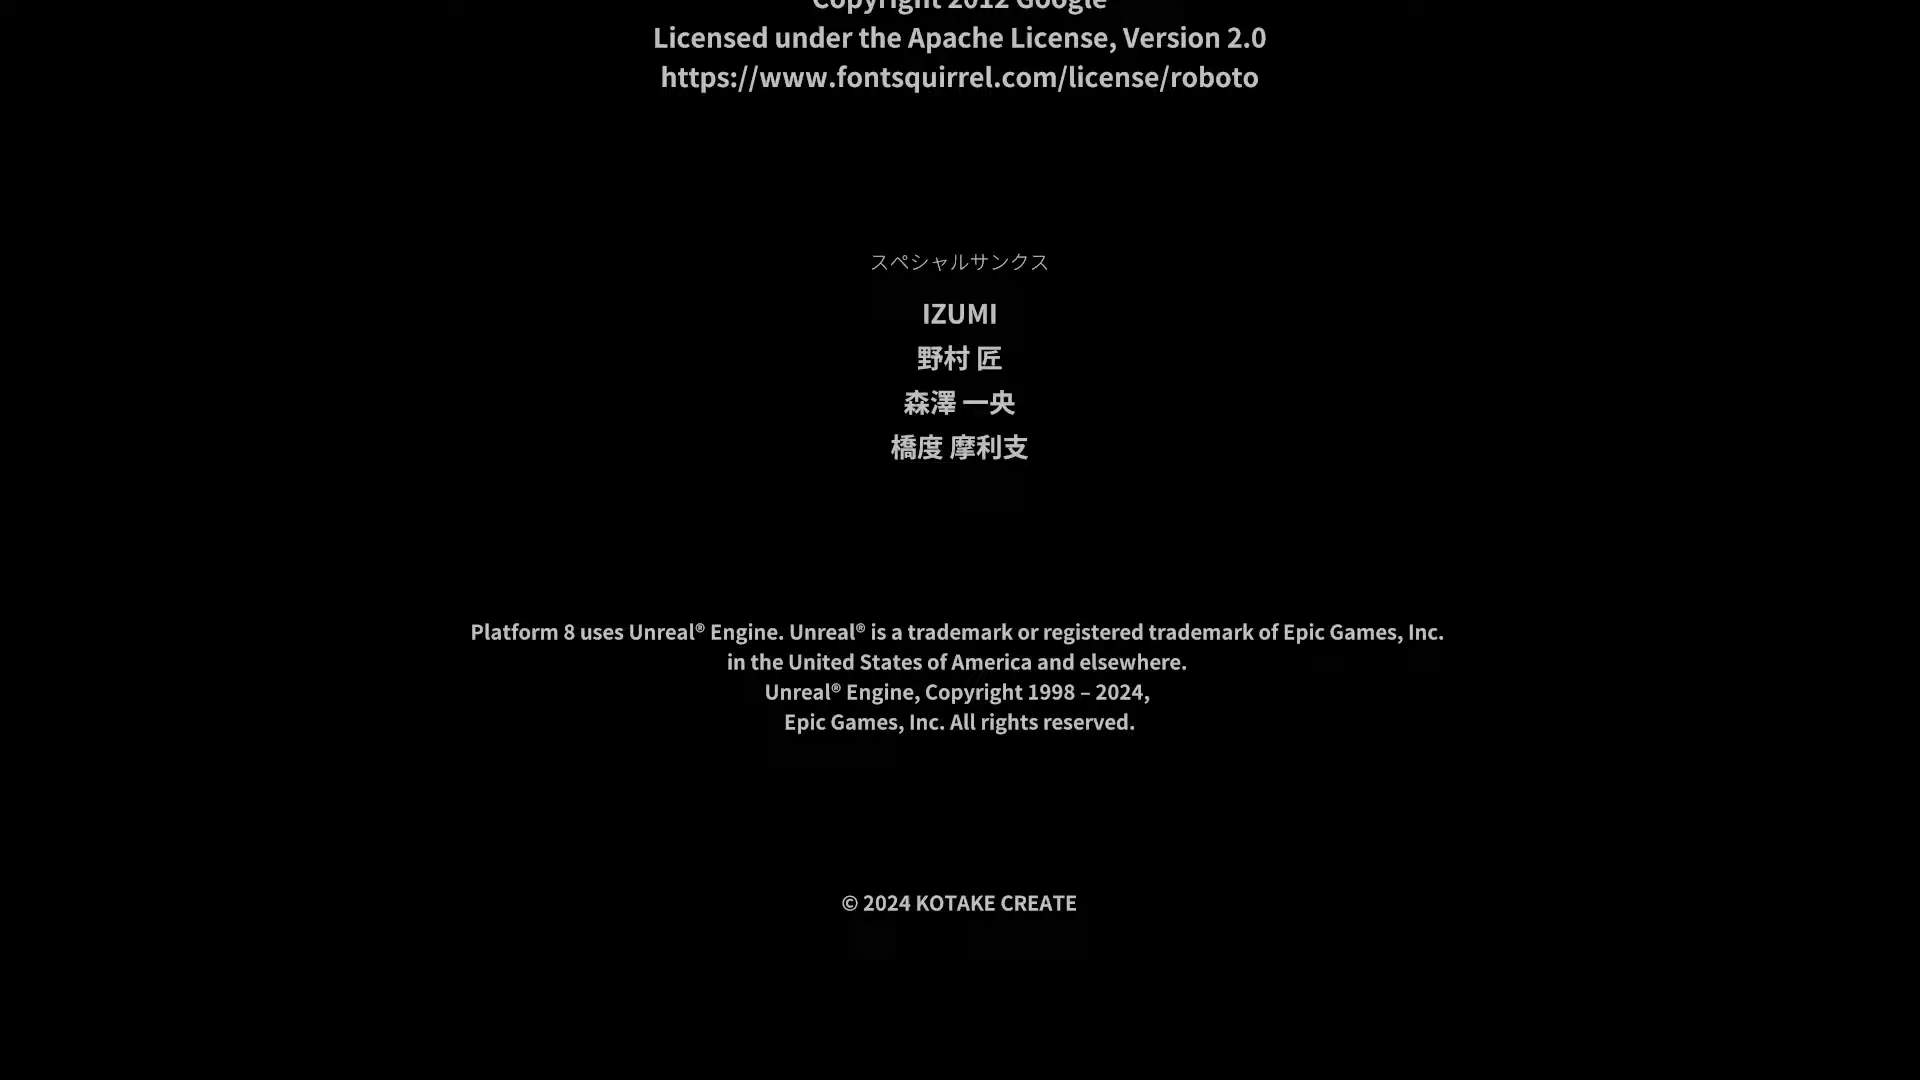 Copyright 2012 Google
Licensed under the Apache License, Version 2.0
https://www.fontsquirrel.com/license/roboto
スペシャルサンクス
IZUMI
野村 匠
森澤 一央
橋度 摩利支
Platform 8 uses Unreal® Engine. Unreal® is a trademark or registered trademark of Epic Games, Inc.
in the United States of America and elsewhere.
Unreal® Engine, Copyright 1998 – 2024,
Epic Games, Inc. All rights reserved.
© 2024 KOTAKE CREATE